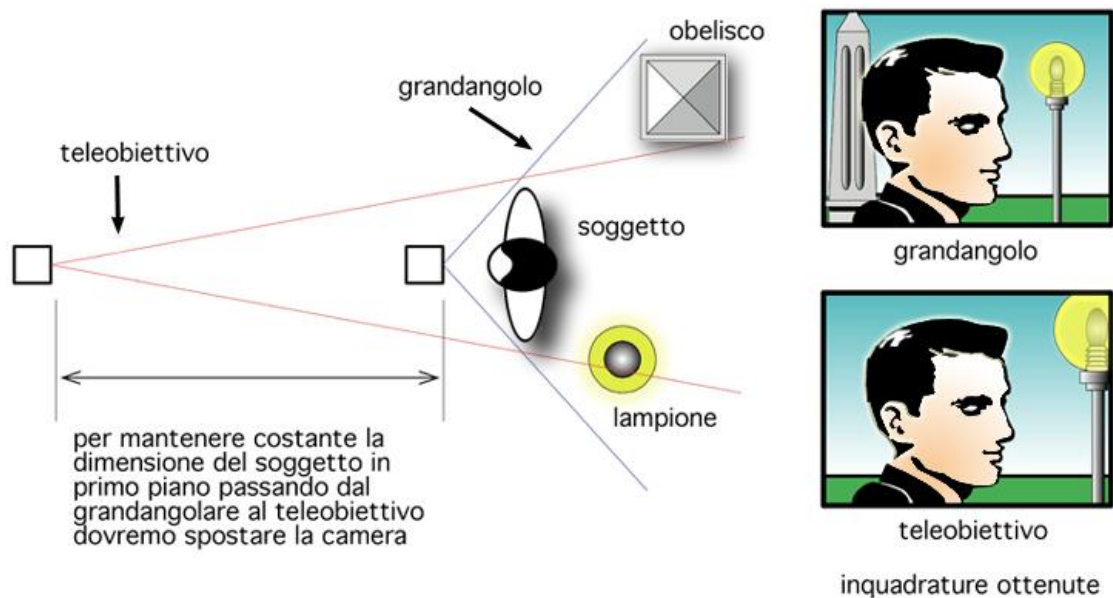 obelisco
grandangolo
teleobiettivo
soggetto
lampione
per mantenere costante la
dimensione del soggetto in
primo piano passando dal
grandangolare al teleobiettivo
dovremo spostare la camera
grandangolo
teleobiettivo
inquadrature ottenute